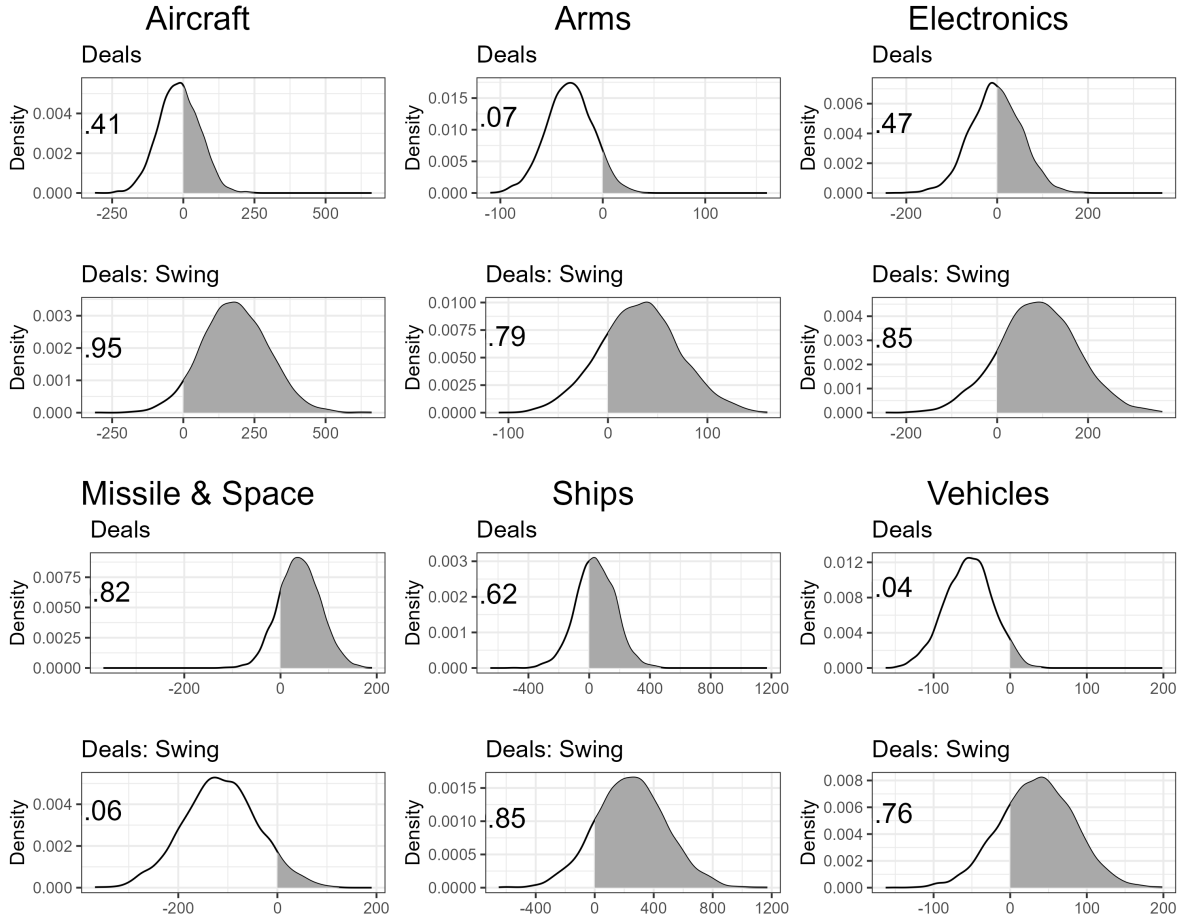 Aircraft Arms Electronics
Deals Deals Deals
Density 0.004 0.002 0.000 .41 -250 0 250 500
Density 0.015 0.010 0.005 0.000 .07 -100 0 100
Density 0.006 0.004 0.002 0.000 .47 -200 0 200
Deals: Swing Deals: Swing Deals: Swing
Density 0.003 0.002 0.001 0.000 .95 -250 0 250 500
Density 0.0100 0.0075 0.0050 0.0025 0.0000 .79 -100 0 100
Density 0.004 0.003 0.002 0.001 0.000 .85 -200 0 200
Missile & Space Ships Vehicles
Deals Deals Deals
Density 0.0075 0.0050 0.0025 0.0000 .82 -200 0 200
Density 0.003 0.002 0.001 0.000 .62 -400 0 400 800 1200
Density 0.012 0.008 0.004 0.000 .04 -100 0 100 200
Deals: Swing Deals: Swing Deals: Swing
Density 0.004 0.002 0.000 .06 -200 0 200
Density 0.0015 0.0010 0.0005 0.0000 .85 -400 0 400 800 1200
Density 0.008 0.006 0.004 0.002 0.000 .76 -100 0 100 200